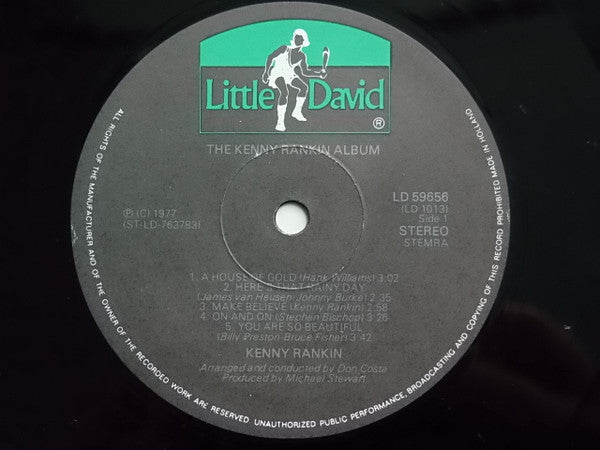 Little David
®
THE KENNY RANKIN ALBUM
℗ (C) 1977
(ST-LD-763783)
LD 59656
(LD 1013)
Side 1
STEREO
STEMRA
1. A HOUSE OF GOLD (Hank Williams) 3:02
2. HERE'S THAT RAINY DAY
(James van Heusen-Johnny Burke) 2:35
3. MAKE BELIEVE (Kenny Rankin) 2:58
4. ON AND ON (Stephen Bischop) 3:26
5. YOU ARE SO BEAUTIFUL
(Billy Preston-Bruce Fisher) 3:42
KENNY RANKIN
Arranged and conducted by Don Costa
Produced by Michael Stewart
ALL RIGHTS OF THE MANUFACTURER AND OF THE OWNER OF THE RECORDED WORK ARE RESERVED. UNAUTHORIZED PUBLIC PERFORMANCE, BROADCASTING AND COPYING OF THIS RECORD PROHIBITED MADE IN HOLLAND